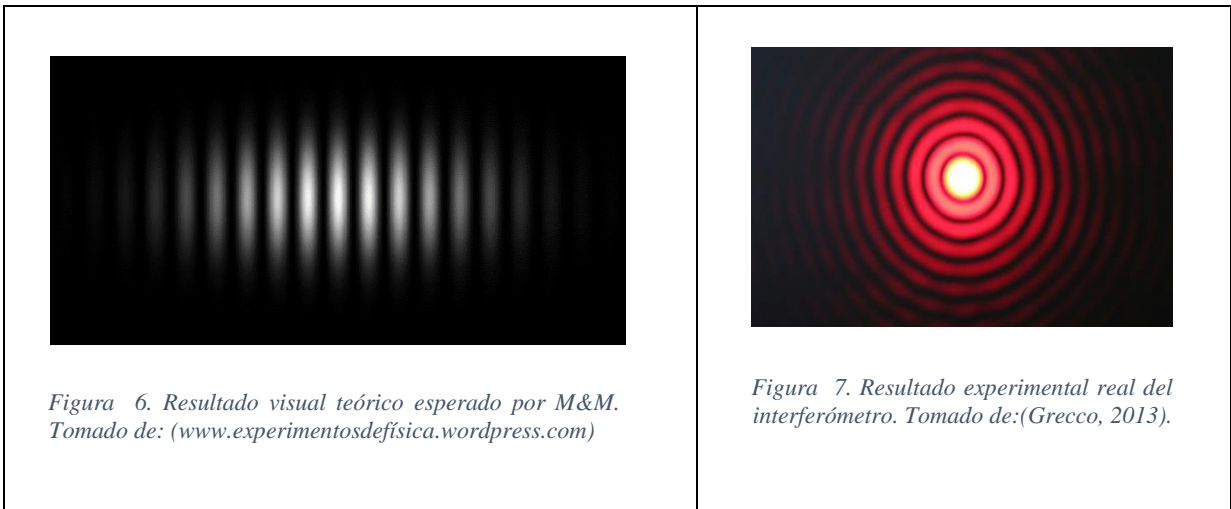 Figura 6. Resultado visual teórico esperado por M&M.
Tomado de: (www.experimentosdefísica.wordpress.com)
Figura 7. Resultado experimental real del
interferómetro. Tomado de:(Grecco, 2013).